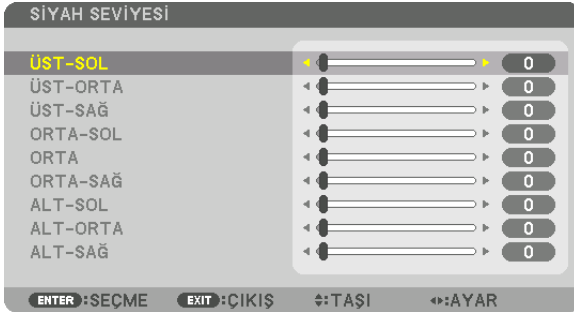 SİYAH SEVİYESİ
ÜST-SOL 0
ÜST-ORTA 0
ÜST-SAĞ 0
ORTA-SOL 0
ORTA 0
ORTA-SAĞ 0
ALT-SOL 0
ALT-ORTA 0
ALT-SAĞ 0
ENTER :SEÇME EXIT :ÇIKIŞ :TAŞI :AYAR